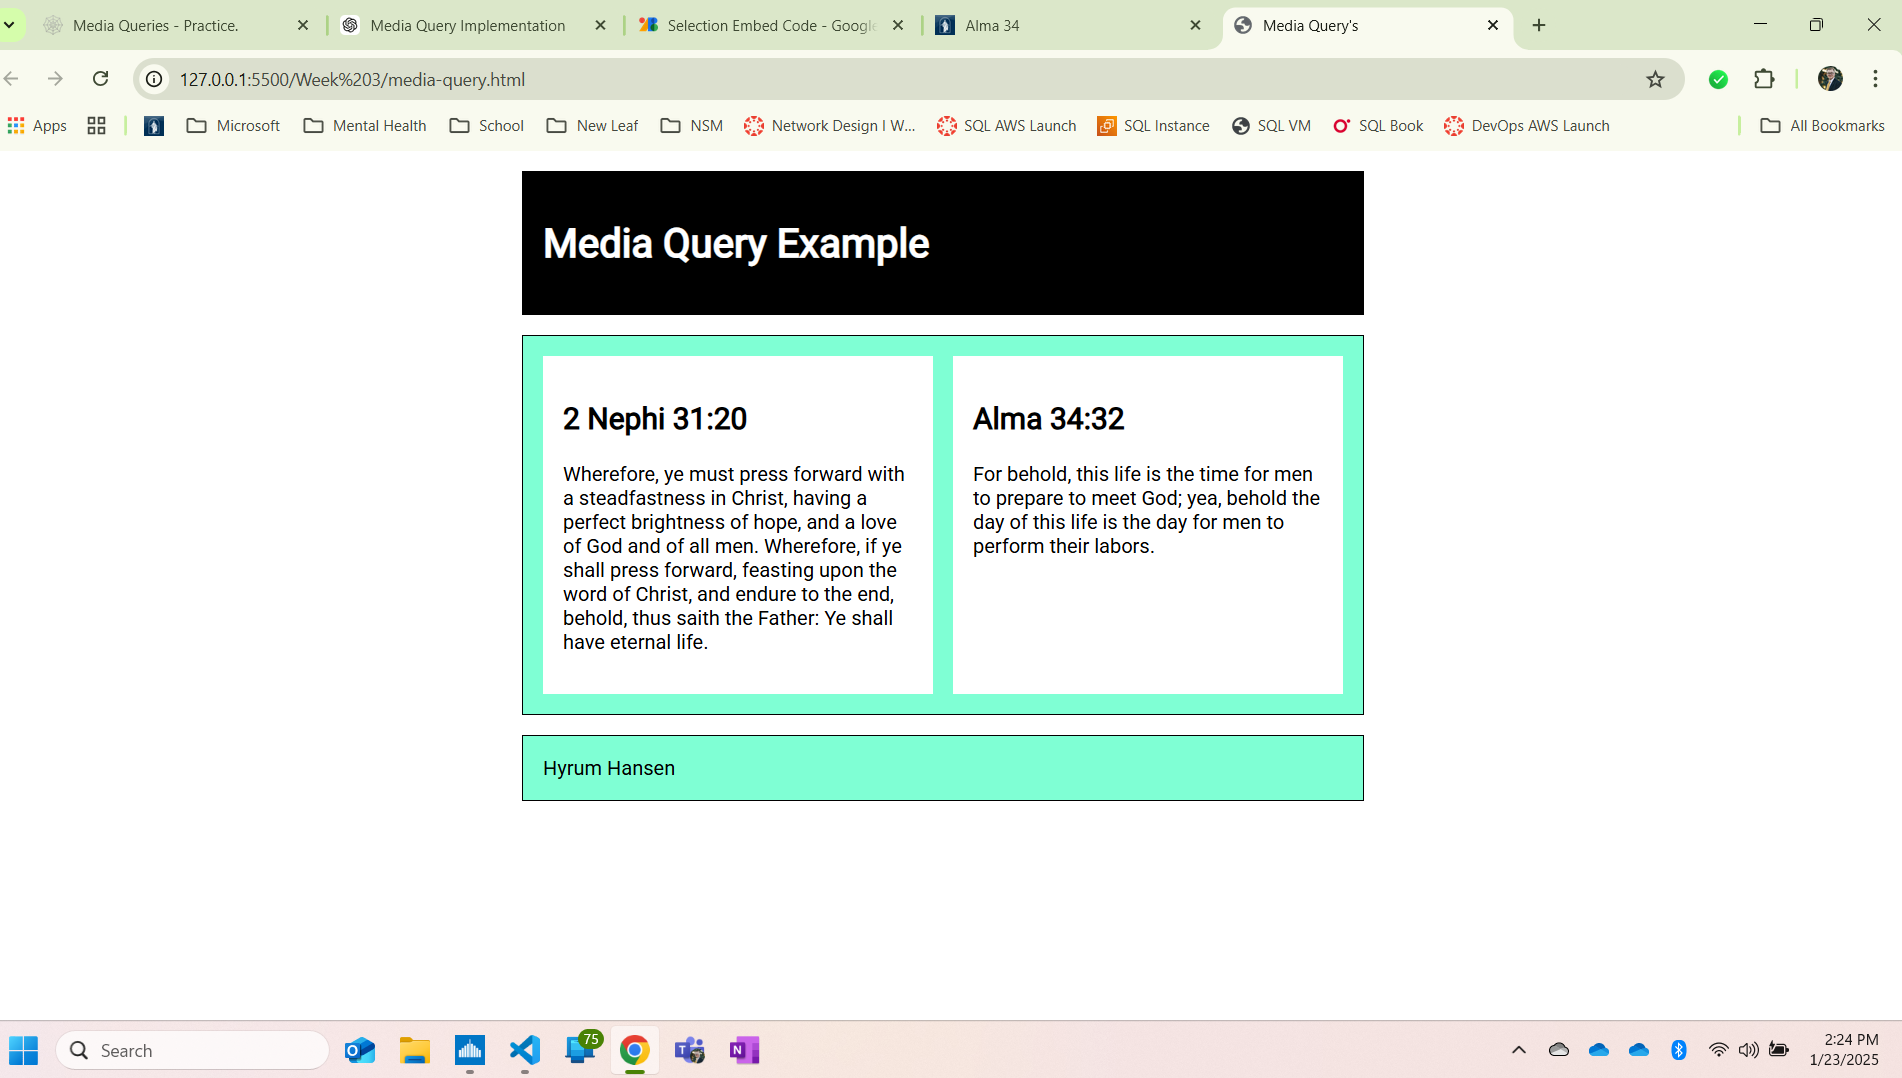 Media Queries - Practice.
Media Query Implementation
Selection Embed Code - Google
Alma 34
Media Query's
127.0.0.1:5500/Week%203/media-query.html
Apps
Microsoft
Mental Health
School
New Leaf
NSM
Network Design I W...
SQL AWS Launch
SQL Instance
SQL VM
SQL Book
DevOps AWS Launch
All Bookmarks
Media Query Example
2 Nephi 31:20
Wherefore, ye must press forward with
a steadfastness in Christ, having a
perfect brightness of hope, and a love
of God and of all men. Wherefore, if ye
shall press forward, feasting upon the
word of Christ, and endure to the end,
behold, thus saith the Father: Ye shall
have eternal life.
Alma 34:32
For behold, this life is the time for men
to prepare to meet God; yea, behold the
day of this life is the day for men to
perform their labors.
Hyrum Hansen
Search
75
2:24 PM
1/23/2025